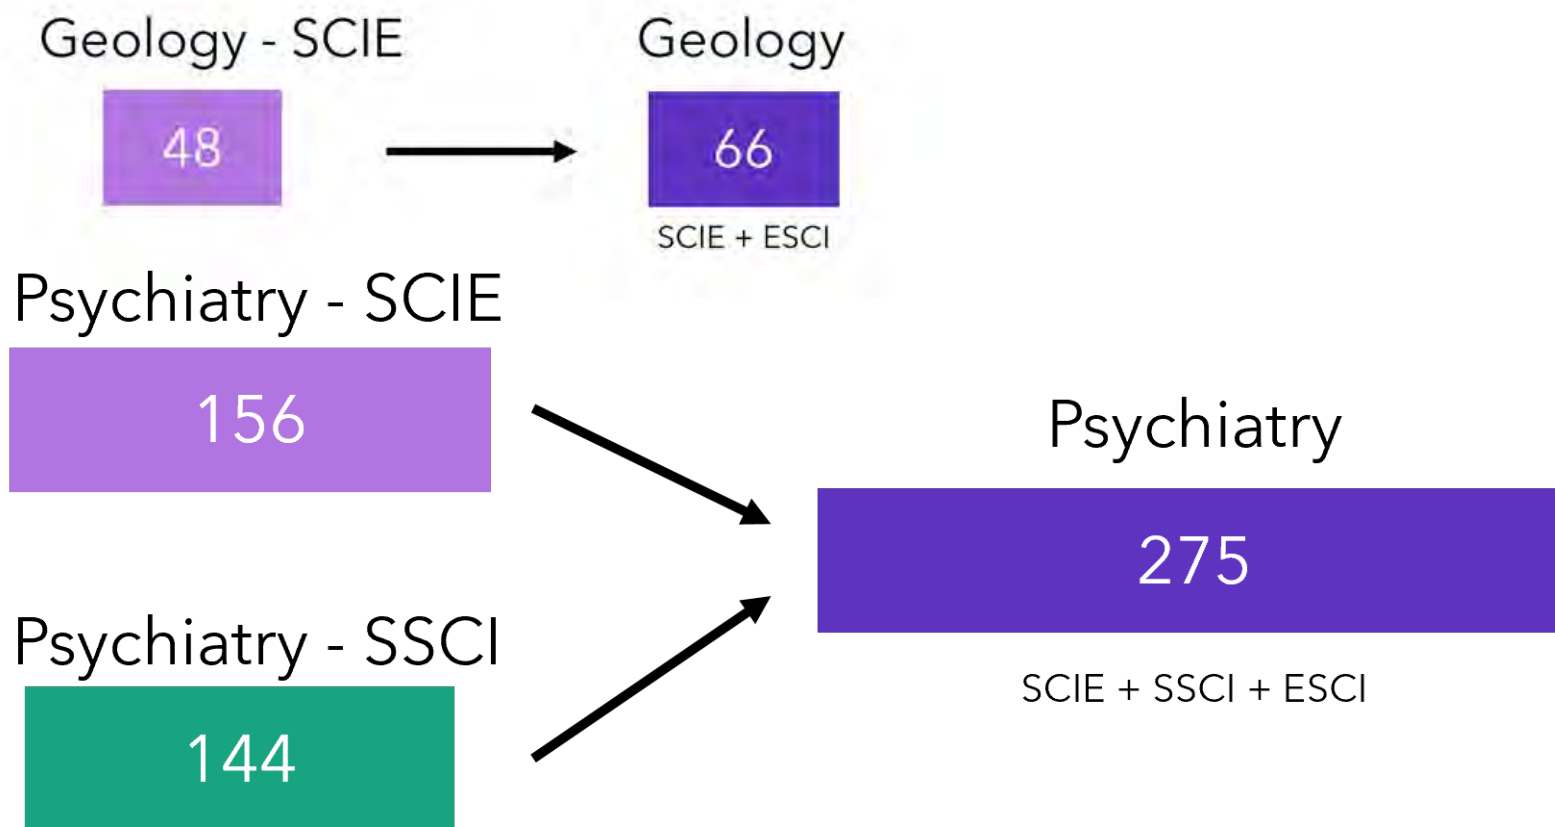 Geology - SCIE
Geology
48
66
SCIE + ESCI
Psychiatry - SCIE
156
Psychiatry
275
SCIE + SSCI + ESCI
Psychiatry - SSCI
144